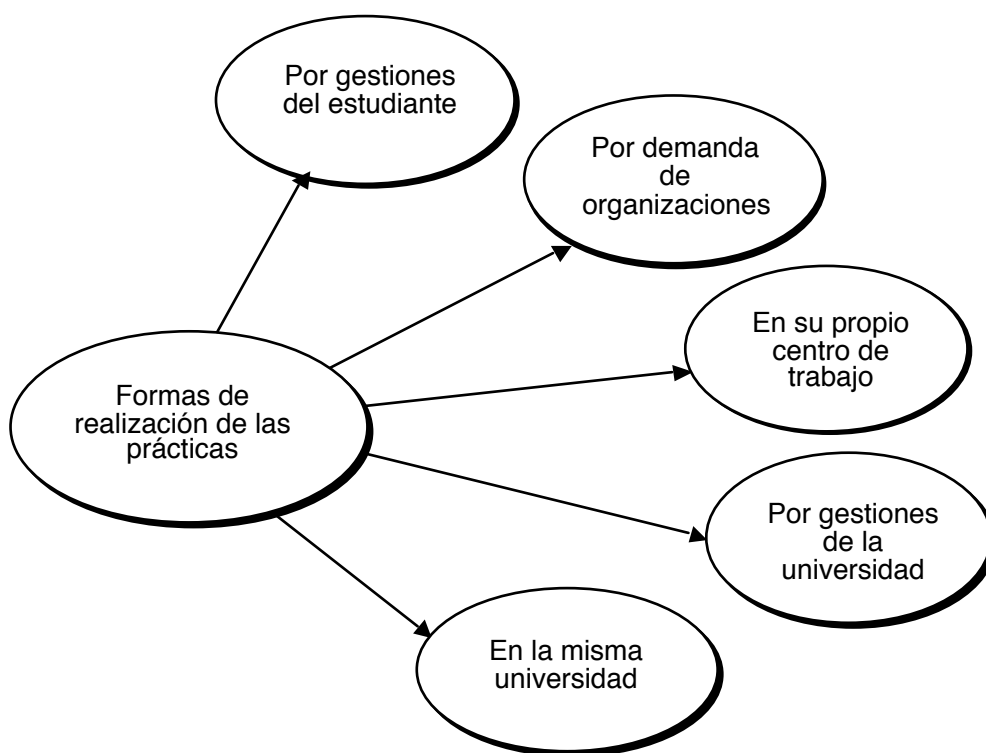 Por gestiones
del estudiante
Por demanda
de
organizaciones
En su propio
centro de
trabajo
Formas de
realización de las
prácticas
Por gestiones
de la
universidad
En la misma
universidad